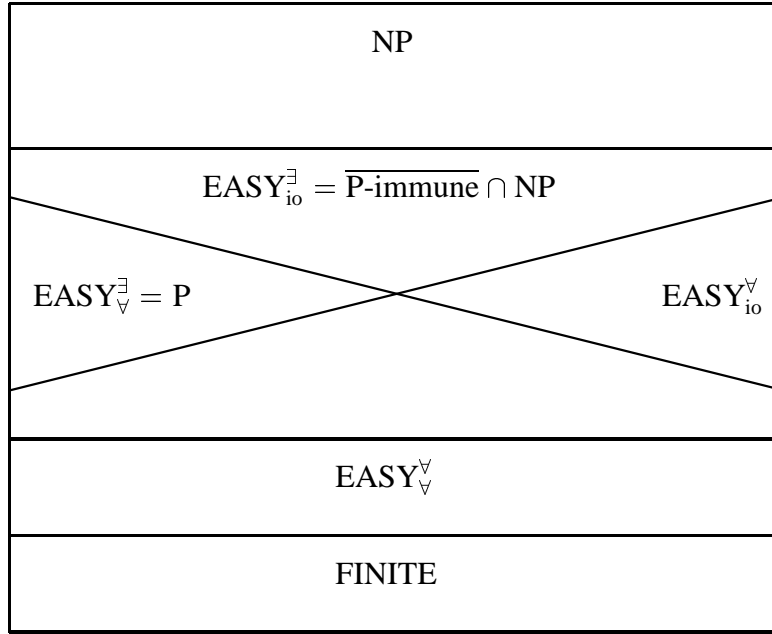 NP
EASY$^{\exists}_{\text{io}}$ = $\overline{\text{P-immune}}$ ∩ NP
EASY$^{\exists}_{\forall}$ = P
EASY$^{\forall}_{\text{io}}$
EASY$^{\forall}_{\forall}$
FINITE